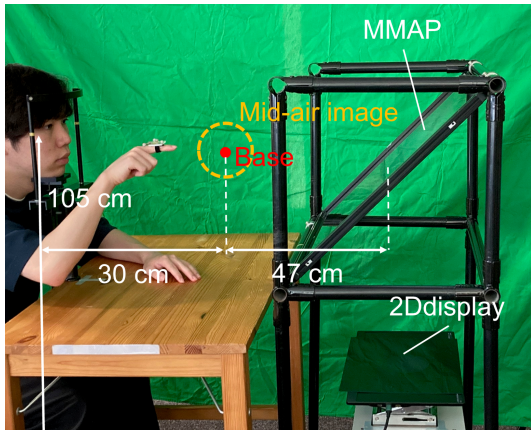 MMAP
Mid-air image
Base
105 cm
30 cm
47 cm
2Ddisplay